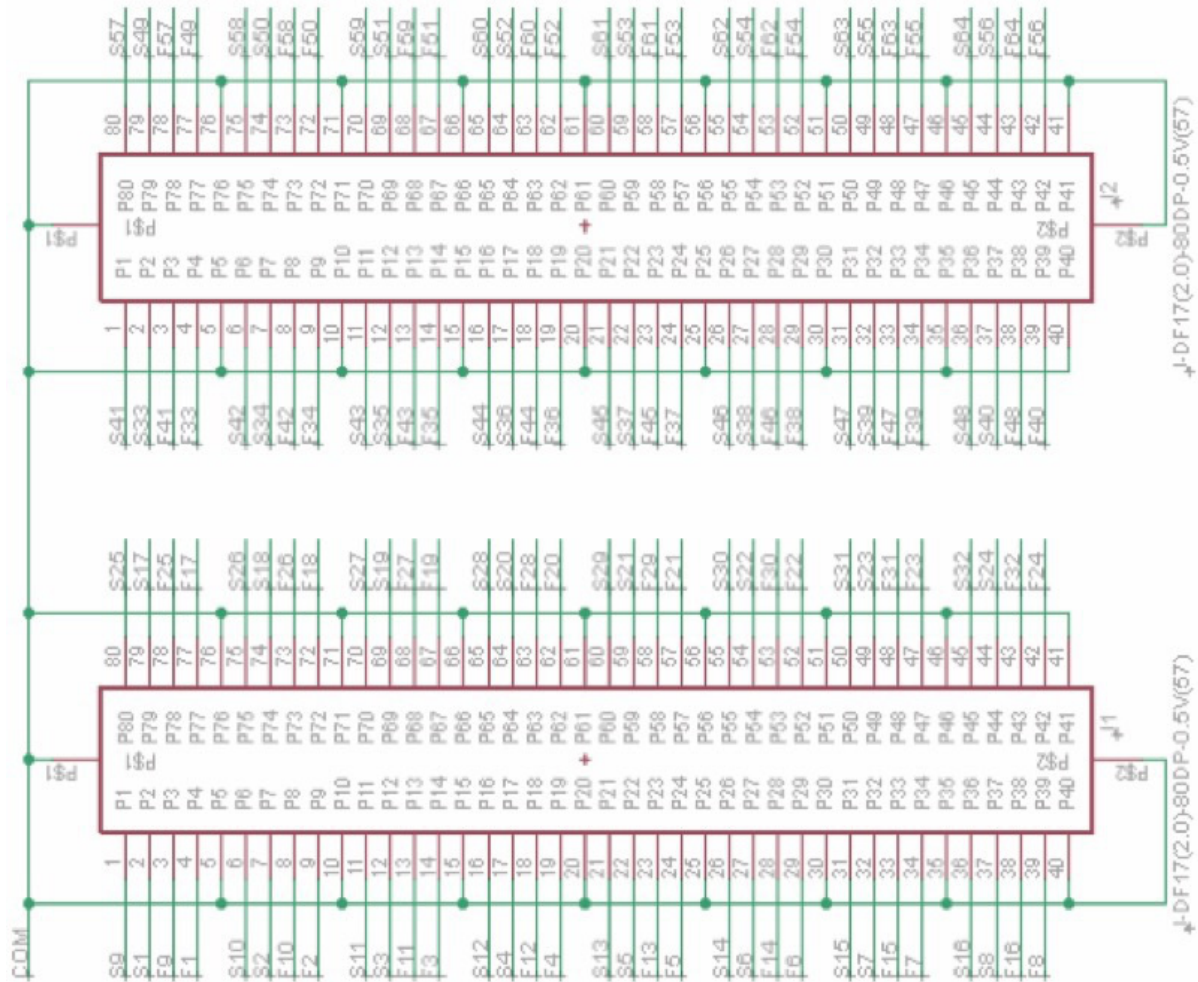 S57 S49 F57 F49 S58 S50 F58 F50 S59 S51 F59 F51 S60 S52 F60 F52 S61 S53 F61 F53 S62 S54 F62 F54 S63 S55 F63 F55 S64 S56 F64 F56
80 79 78 77 76 75 74 73 72 71 70 69 68 67 66 65 64 63 62 61 60 59 58 57 56 55 54 53 52 51 50 49 48 47 46 45 44 43 42 41
P80 P79 P78 P77 P76 P75 P74 P73 P72 P71 P70 P69 P68 P67 P66 P65 P64 P63 P62 P61 P60 P59 P58 P57 P56 P55 P54 P53 P52 P51 P50 P49 P48 P47 P46 P45 P44 P43 P42 P41
J2
P$1 P$1 P$2 P$2
P1 P2 P3 P4 P5 P6 P7 P8 P9 P10 P11 P12 P13 P14 P15 P16 P17 P18 P19 P20 P21 P22 P23 P24 P25 P26 P27 P28 P29 P30 P31 P32 P33 P34 P35 P36 P37 P38 P39 P40
1 2 3 4 5 6 7 8 9 10 11 12 13 14 15 16 17 18 19 20 21 22 23 24 25 26 27 28 29 30 31 32 33 34 35 36 37 38 39 40
J-DF17(2.0)-80DP-0.5V(57)
S41 S33 F41 F33 S42 S34 F42 F34 S43 S35 F43 F35 S44 S36 F44 F36 S45 S37 F45 F37 S46 S38 F46 F38 S47 S39 F47 F39 S48 S40 F48 F40
S25 S17 F25 F17 S26 S18 F26 F18 S27 S19 F27 F19 S28 S20 F28 F20 S29 S21 F29 F21 S30 S22 F30 F22 S31 S23 F31 F23 S32 S24 F32 F24
80 79 78 77 76 75 74 73 72 71 70 69 68 67 66 65 64 63 62 61 60 59 58 57 56 55 54 53 52 51 50 49 48 47 46 45 44 43 42 41
P80 P79 P78 P77 P76 P75 P74 P73 P72 P71 P70 P69 P68 P67 P66 P65 P64 P63 P62 P61 P60 P59 P58 P57 P56 P55 P54 P53 P52 P51 P50 P49 P48 P47 P46 P45 P44 P43 P42 P41
J1
P$1 P$1 P$2 P$2
P1 P2 P3 P4 P5 P6 P7 P8 P9 P10 P11 P12 P13 P14 P15 P16 P17 P18 P19 P20 P21 P22 P23 P24 P25 P26 P27 P28 P29 P30 P31 P32 P33 P34 P35 P36 P37 P38 P39 P40
1 2 3 4 5 6 7 8 9 10 11 12 13 14 15 16 17 18 19 20 21 22 23 24 25 26 27 28 29 30 31 32 33 34 35 36 37 38 39 40
J-DF17(2.0)-80DP-0.5V(57)
COM
S9 S1 F9 F1 S10 S2 F10 F2 S11 S3 F11 F3 S12 S4 F12 F4 S13 S5 F13 F5 S14 S6 F14 F6 S15 S7 F15 F7 S16 S8 F16 F8